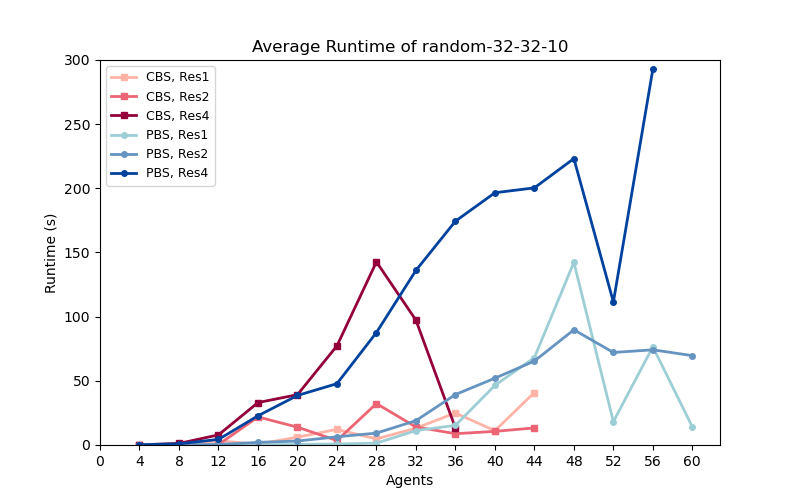 Average Runtime of random-32-32-10
CBS, Res1
CBS, Res2
CBS, Res4
PBS, Res1
PBS, Res2
PBS, Res4
Runtime (s)
300
250
200
150
100
50
0
0 4 8 12 16 20 24 28 32 36 40 44 48 52 56 60
Agents